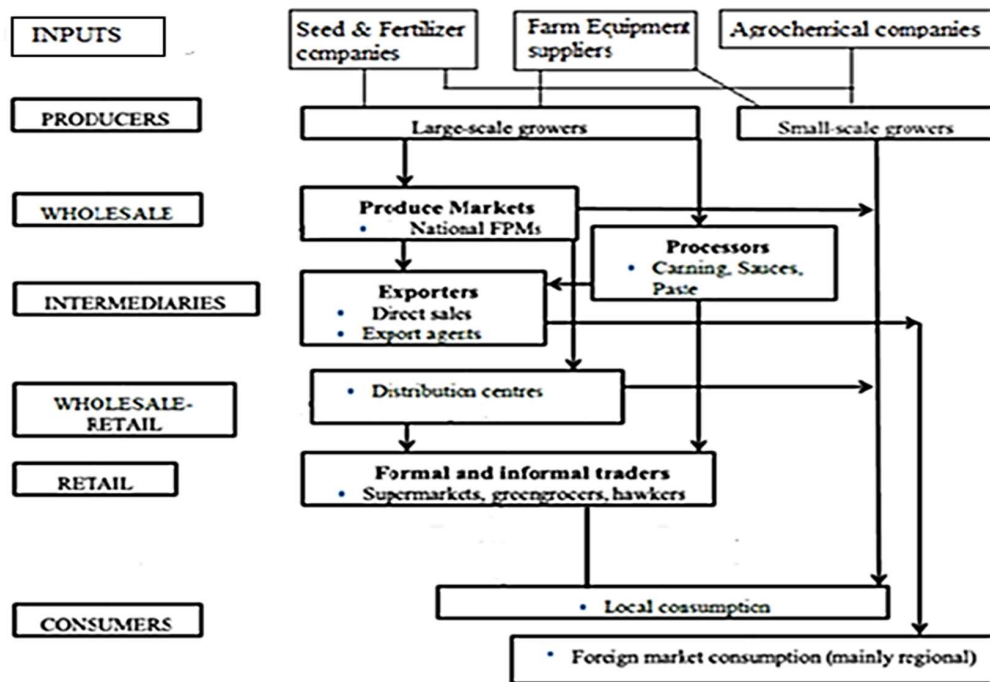 INPUTS
Seed & Fertilizer
companies
Farm Equipment
suppliers
Agrochemical companies
PRODUCERS
Large-scale growers
Small-scale growers
WHOLESALE
Produce Markets
• National FPMs
Processors
• Canning, Sauces,
Paste
INTERMEDIARIES
Exporters
• Direct sales
• Export agents
WHOLESALE-
RETAIL
• Distribution centres
RETAIL
Formal and informal traders
• Supermarkets, greengrocers, hawkers
CONSUMERS
• Local consumption
• Foreign market consumption (mainly regional)